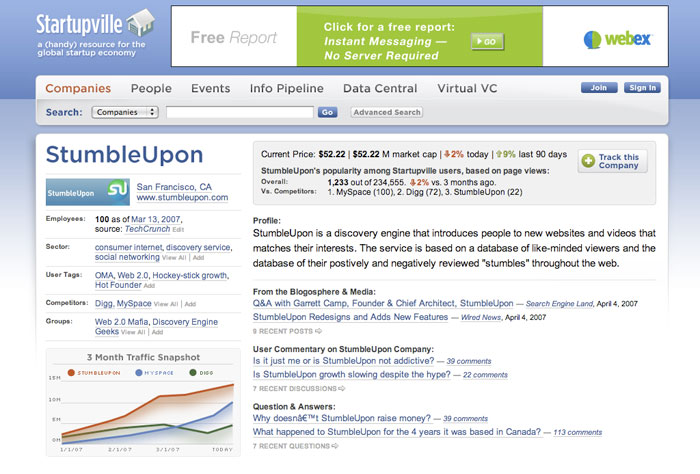 Startupville
a (handy) resource for the
global startup economy
Free Report
Click for a free report:
Instant Messaging —
No Server Required
GO
webex
Companies People Events Info Pipeline Data Central Virtual VC
Join Sign In
Search: Companies Go Advanced Search
StumbleUpon
StumbleUpon SU
San Francisco, CA
www.stumbleupon.com
Employees: 100 as of Mar 13, 2007,
source: TechCrunch Edit
Sector: consumer internet, discovery service,
social networking View All | Add
User Tags: OMA, Web 2.0, Hockey-stick growth,
Hot Founder Add
Competitors: Digg, MySpace View All | Add
Groups: Web 2.0 Mafia, Discovery Engine
Geeks View All | Add
3 Month Traffic Snapshot
STUMBLEUPON MYSPACE DIGG
15M
10M
5M
0M
1/1/07 2/1/07 3/1/07 TODAY
Current Price: $52.22 | $52.22 M market cap | ↓2% today | ↑9% last 90 days
StumbleUpon's popularity among Startupville users, based on page views:
Overall: 1,233 out of 234,555. ↓2% vs. 3 months ago.
Vs. Competitors: 1. MySpace (100), 2. Digg (72), 3. StumbleUpon (22)
Track this
Company
Profile:
StumbleUpon is a discovery engine that introduces people to new websites and videos that
matches their interests. The service is based on a database of like-minded viewers and the
database of their postively and negatively reviewed "stumbles" throughout the web.
From the Blogosphere & Media:
Q&A with Garrett Camp, Founder & Chief Architect, StumbleUpon — Search Engine Land, April 4, 2007
StumbleUpon Redesigns and Adds New Features — Wired News, April 4, 2007
6 RECENT POSTS
User Commentary on StumbleUpon Company:
Is it just me or is StumbleUpon not addictive? — 39 comments
Is StumbleUpon growth slowing despite the hype? — 22 comments
7 RECENT DISCUSSIONS
Question & Answers:
Why doesnâ€™t StumbleUpon raise money? — 39 comments
What happened to StumbleUpon for the 4 years it was based in Canada? — 113 comments
7 RECENT QUESTIONS